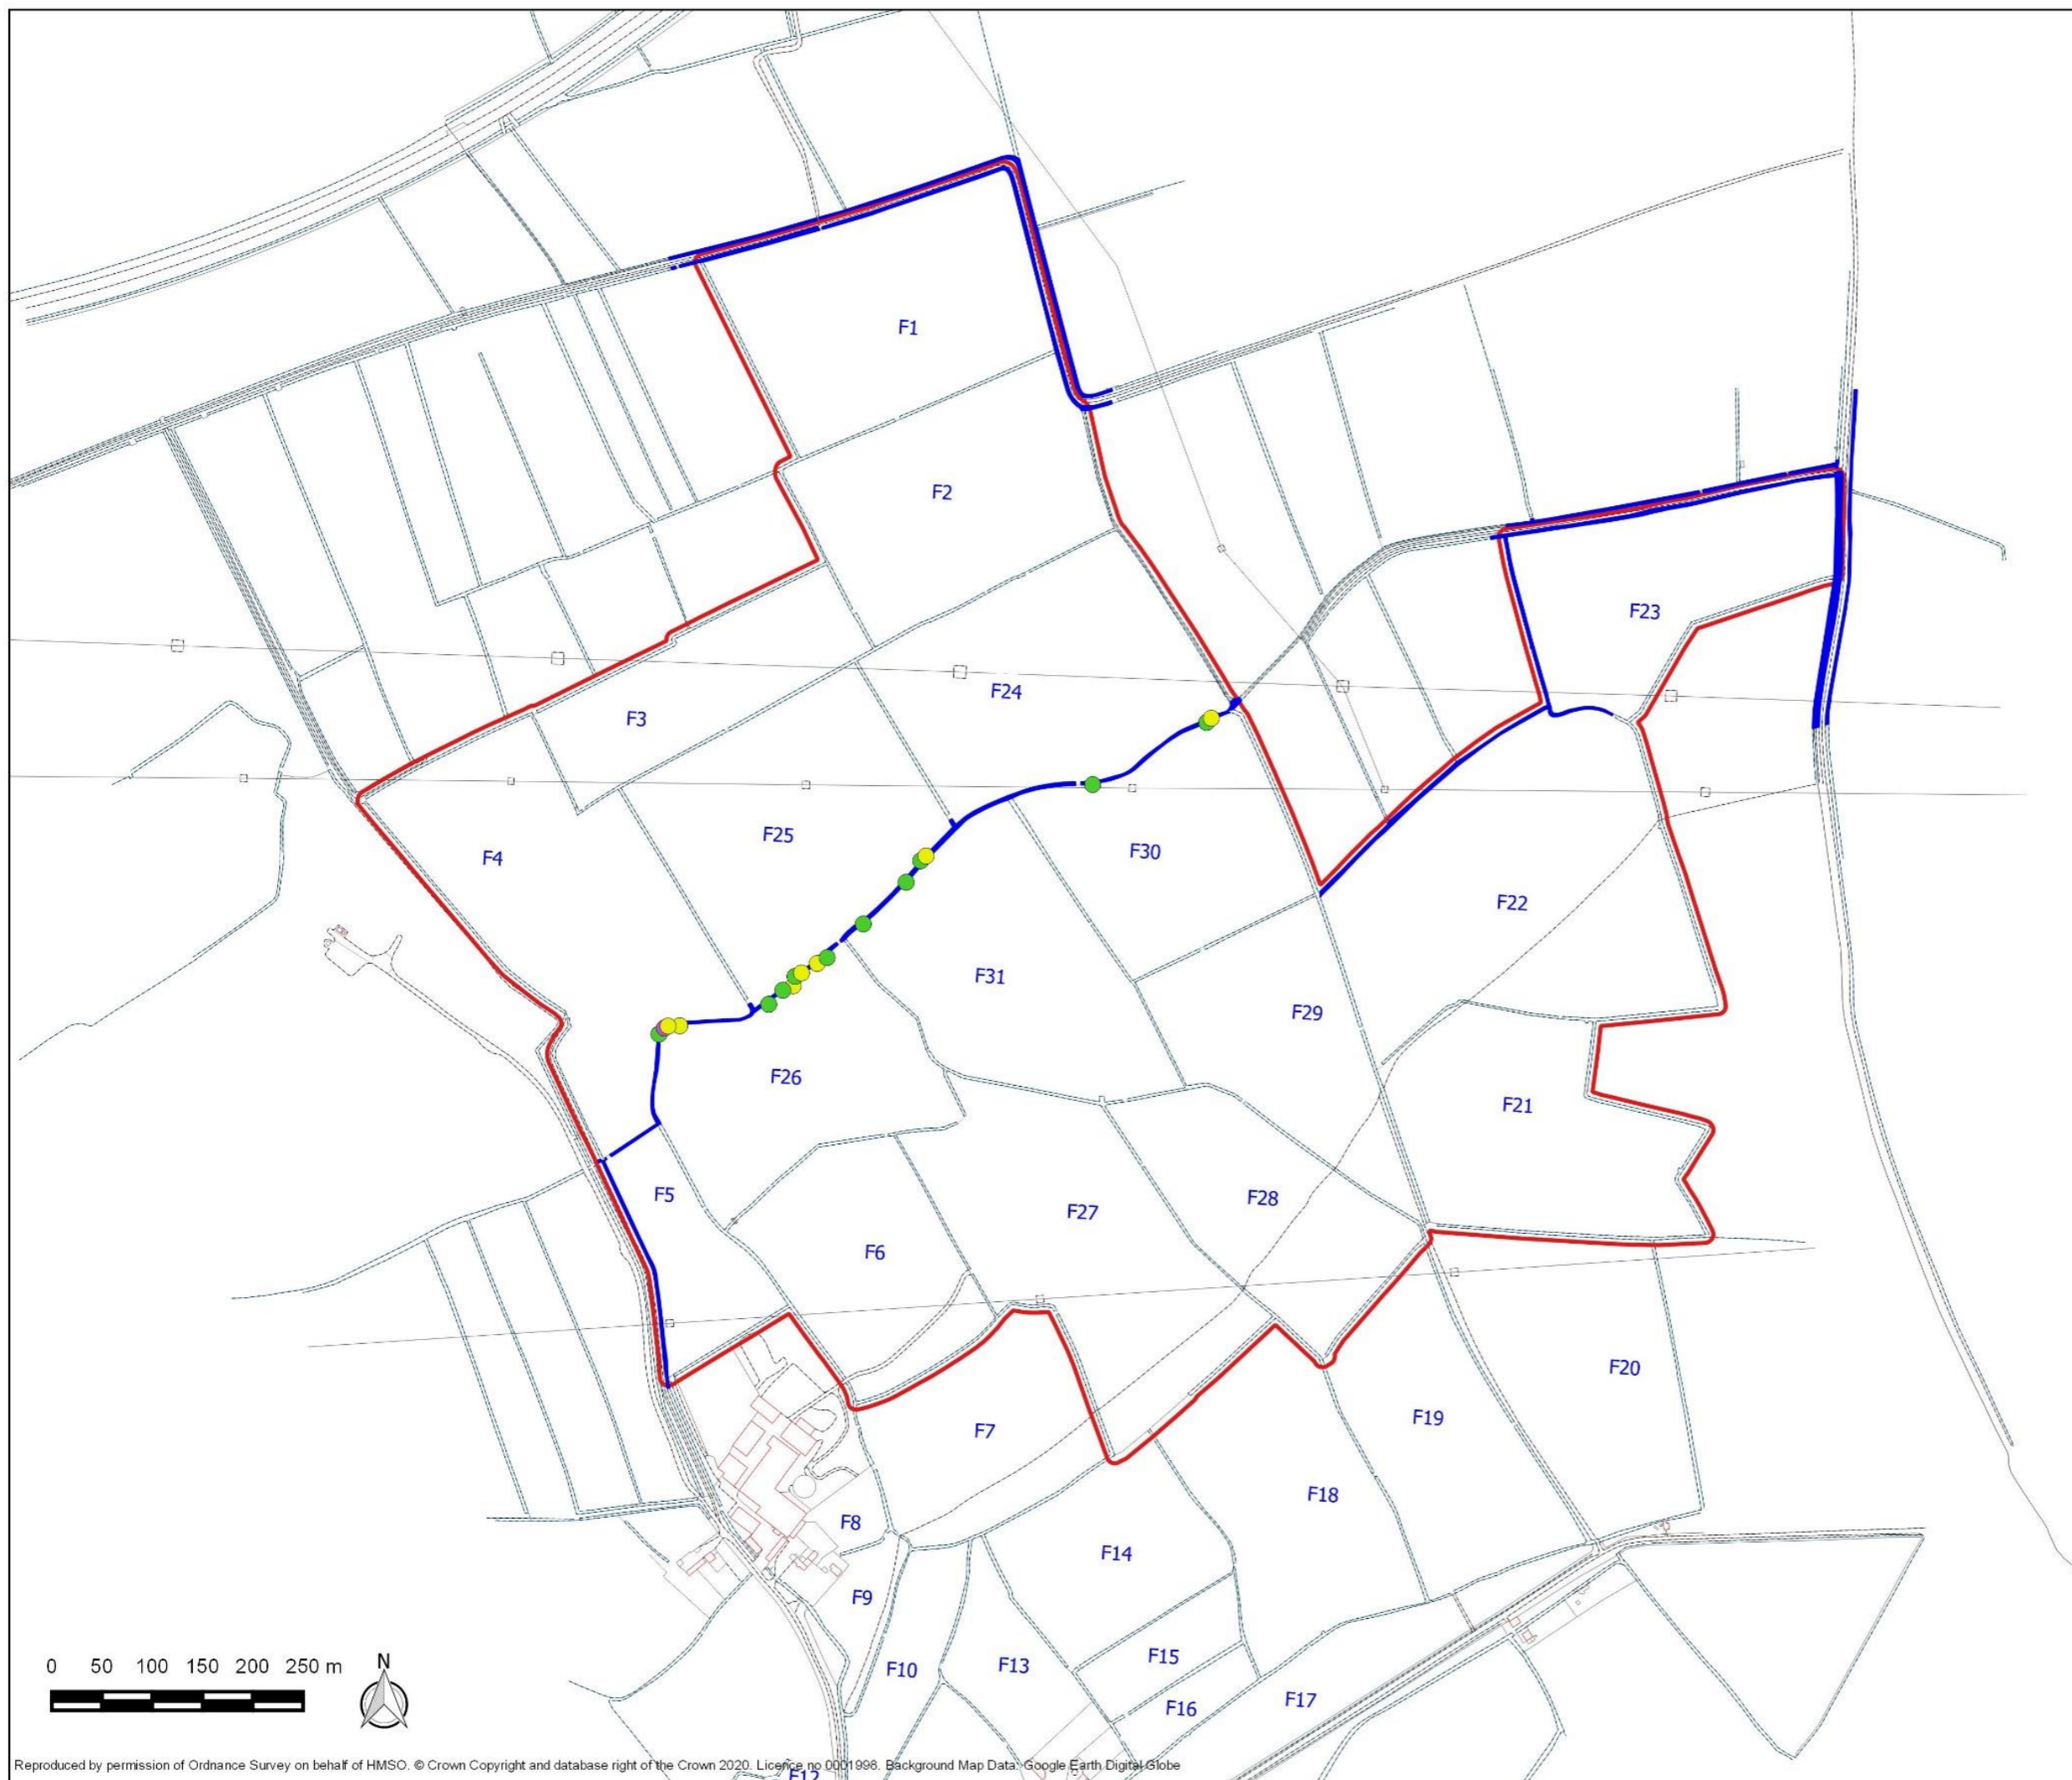 F1
F2
F23
F24
F3
F25
F30
F4
F22
F31
F29
F26
F21
F5
F28
F27
F6
F20
F19
F7
F18
F8
F14
F9
F15
F13
F10
F17
F16
0 50 100 150 200 250 m
N
Reproduced by permission of Ordnance Survey on behalf of HMSO. © Crown Copyright and database right of the Crown 2020. Licence no 0001998. Background Map Data: Google Earth Digital Globe
F12